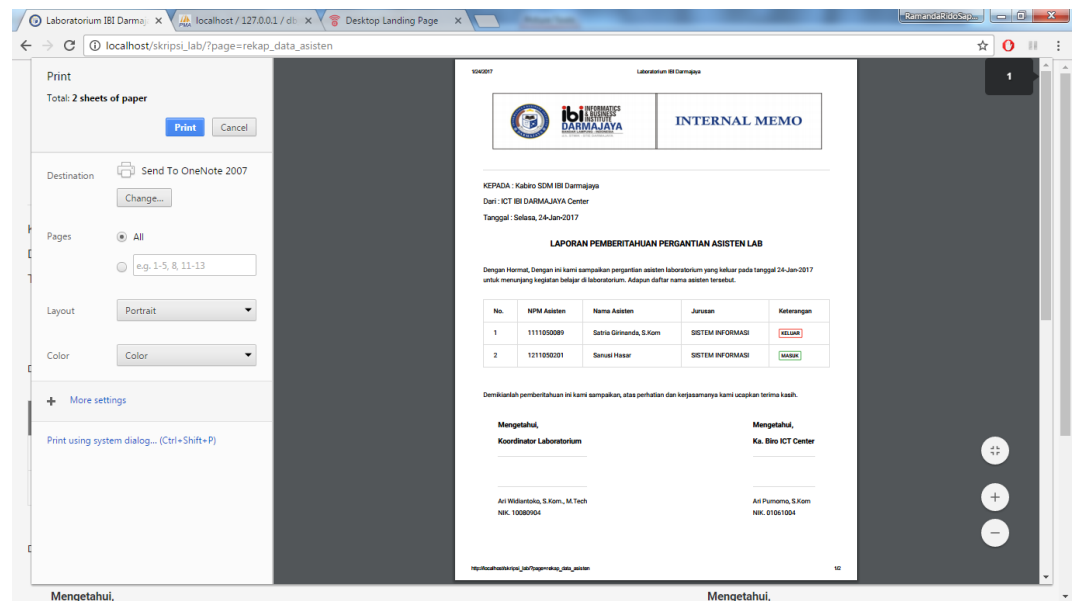 Laboratorium IBI Darmaj
localhost / 127.0.0.1 / db
Desktop Landing Page
RamandaRidoSap...
localhost/skripsi_lab/?page=rekap_data_asisten
Print
Total: 2 sheets of paper
Print Cancel
Destination
Send To OneNote 2007
Change...
Pages
All
e.g. 1-5, 8, 11-13
Layout
Portrait
Color
Color
More settings
Print using system dialog... (Ctrl+Shift+P)
1
1/24/2017 Laboratorium IBI Darmajaya
ibi INFORMATICS
& BUSINESS
INSTITUTE
DARMAJAYA
INTERNAL MEMO
KEPADA : Kabiro SDM IBI Darmajaya
Dari : ICT IBI DARMAJAYA Center
Tanggal : Selasa, 24-Jan-2017
LAPORAN PEMBERITAHUAN PERGANTIAN ASISTEN LAB
Dengan Hormat, Dengan ini kami sampaikan pergantian asisten laboratorium yang keluar pada tanggal 24-Jan-2017
untuk menunjang kegiatan belajar di laboratorium. Adapun daftar nama asisten tersebut.
No. NPM Asisten Nama Asisten Jurusan Keterangan
1 1111050089 Satria Girinanda, S.Kom SISTEM INFORMASI KELUAR
2 1211050201 Sanusi Hasar SISTEM INFORMASI MASUK
Demikianlah pemberitahuan ini kami sampaikan, atas perhatian dan kerjasamanya kami ucapkan terima kasih.
Mengetahui, Mengetahui,
Koordinator Laboratorium Ka. Biro ICT Center
Ari Widiantoko, S.Kom., M.Tech Ari Purnomo, S.Kom
NIK. 10080904 NIK. 01061004
http://localhost/skripsi_lab/?page=rekap_data_asisten 1/2
Mengetahui, Mengetahui,